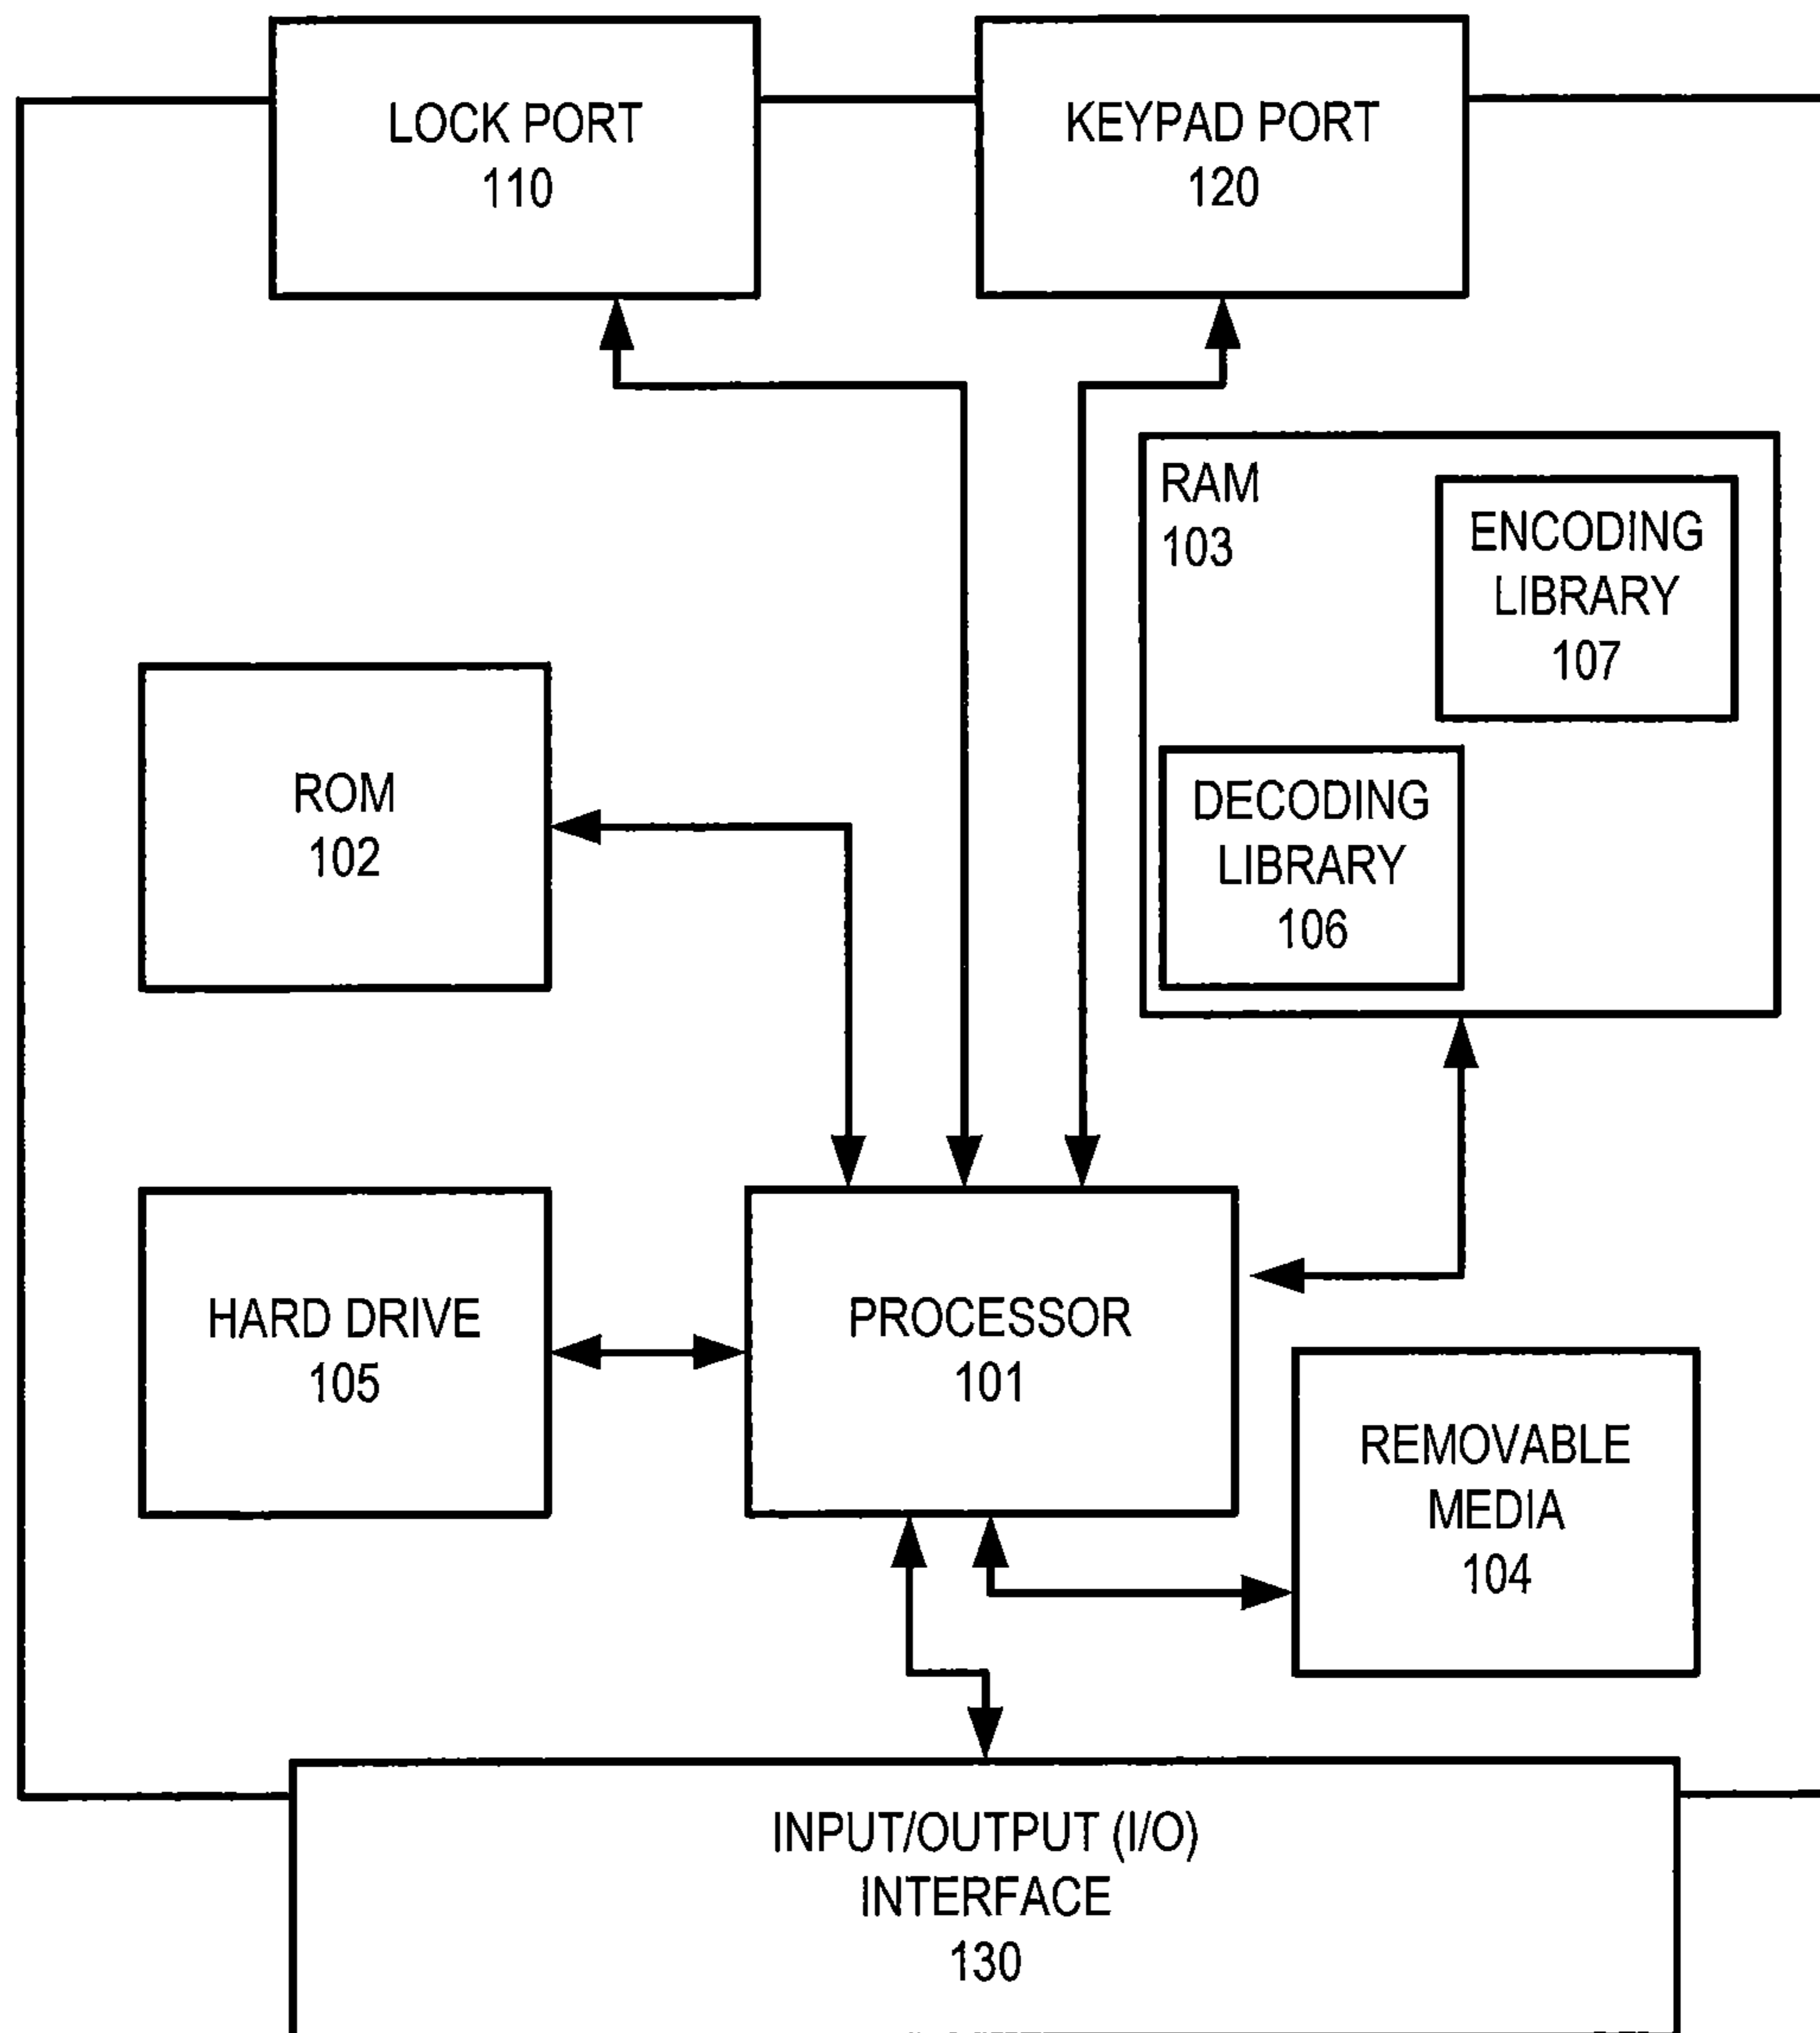 LOCK PORT
110
KEYPAD PORT
120
RAM
103
ENCODING
LIBRARY
107
DECODING
LIBRARY
106
ROM
102
HARD DRIVE
105
PROCESSOR
101
REMOVABLE
MEDIA
104
INPUT/OUTPUT (I/O)
INTERFACE
130